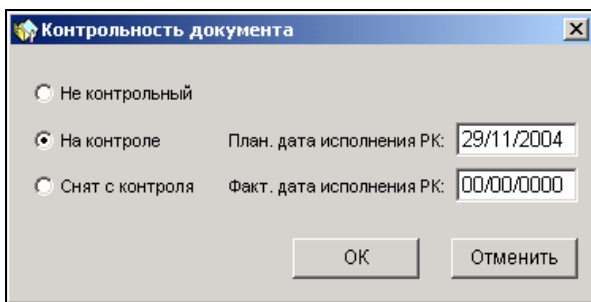 Контрольность документа
Не контрольный
На контроле План. дата исполнения РК: 29/11/2004
Снят с контроля Факт. дата исполнения РК: 00/00/0000
ОК Отменить